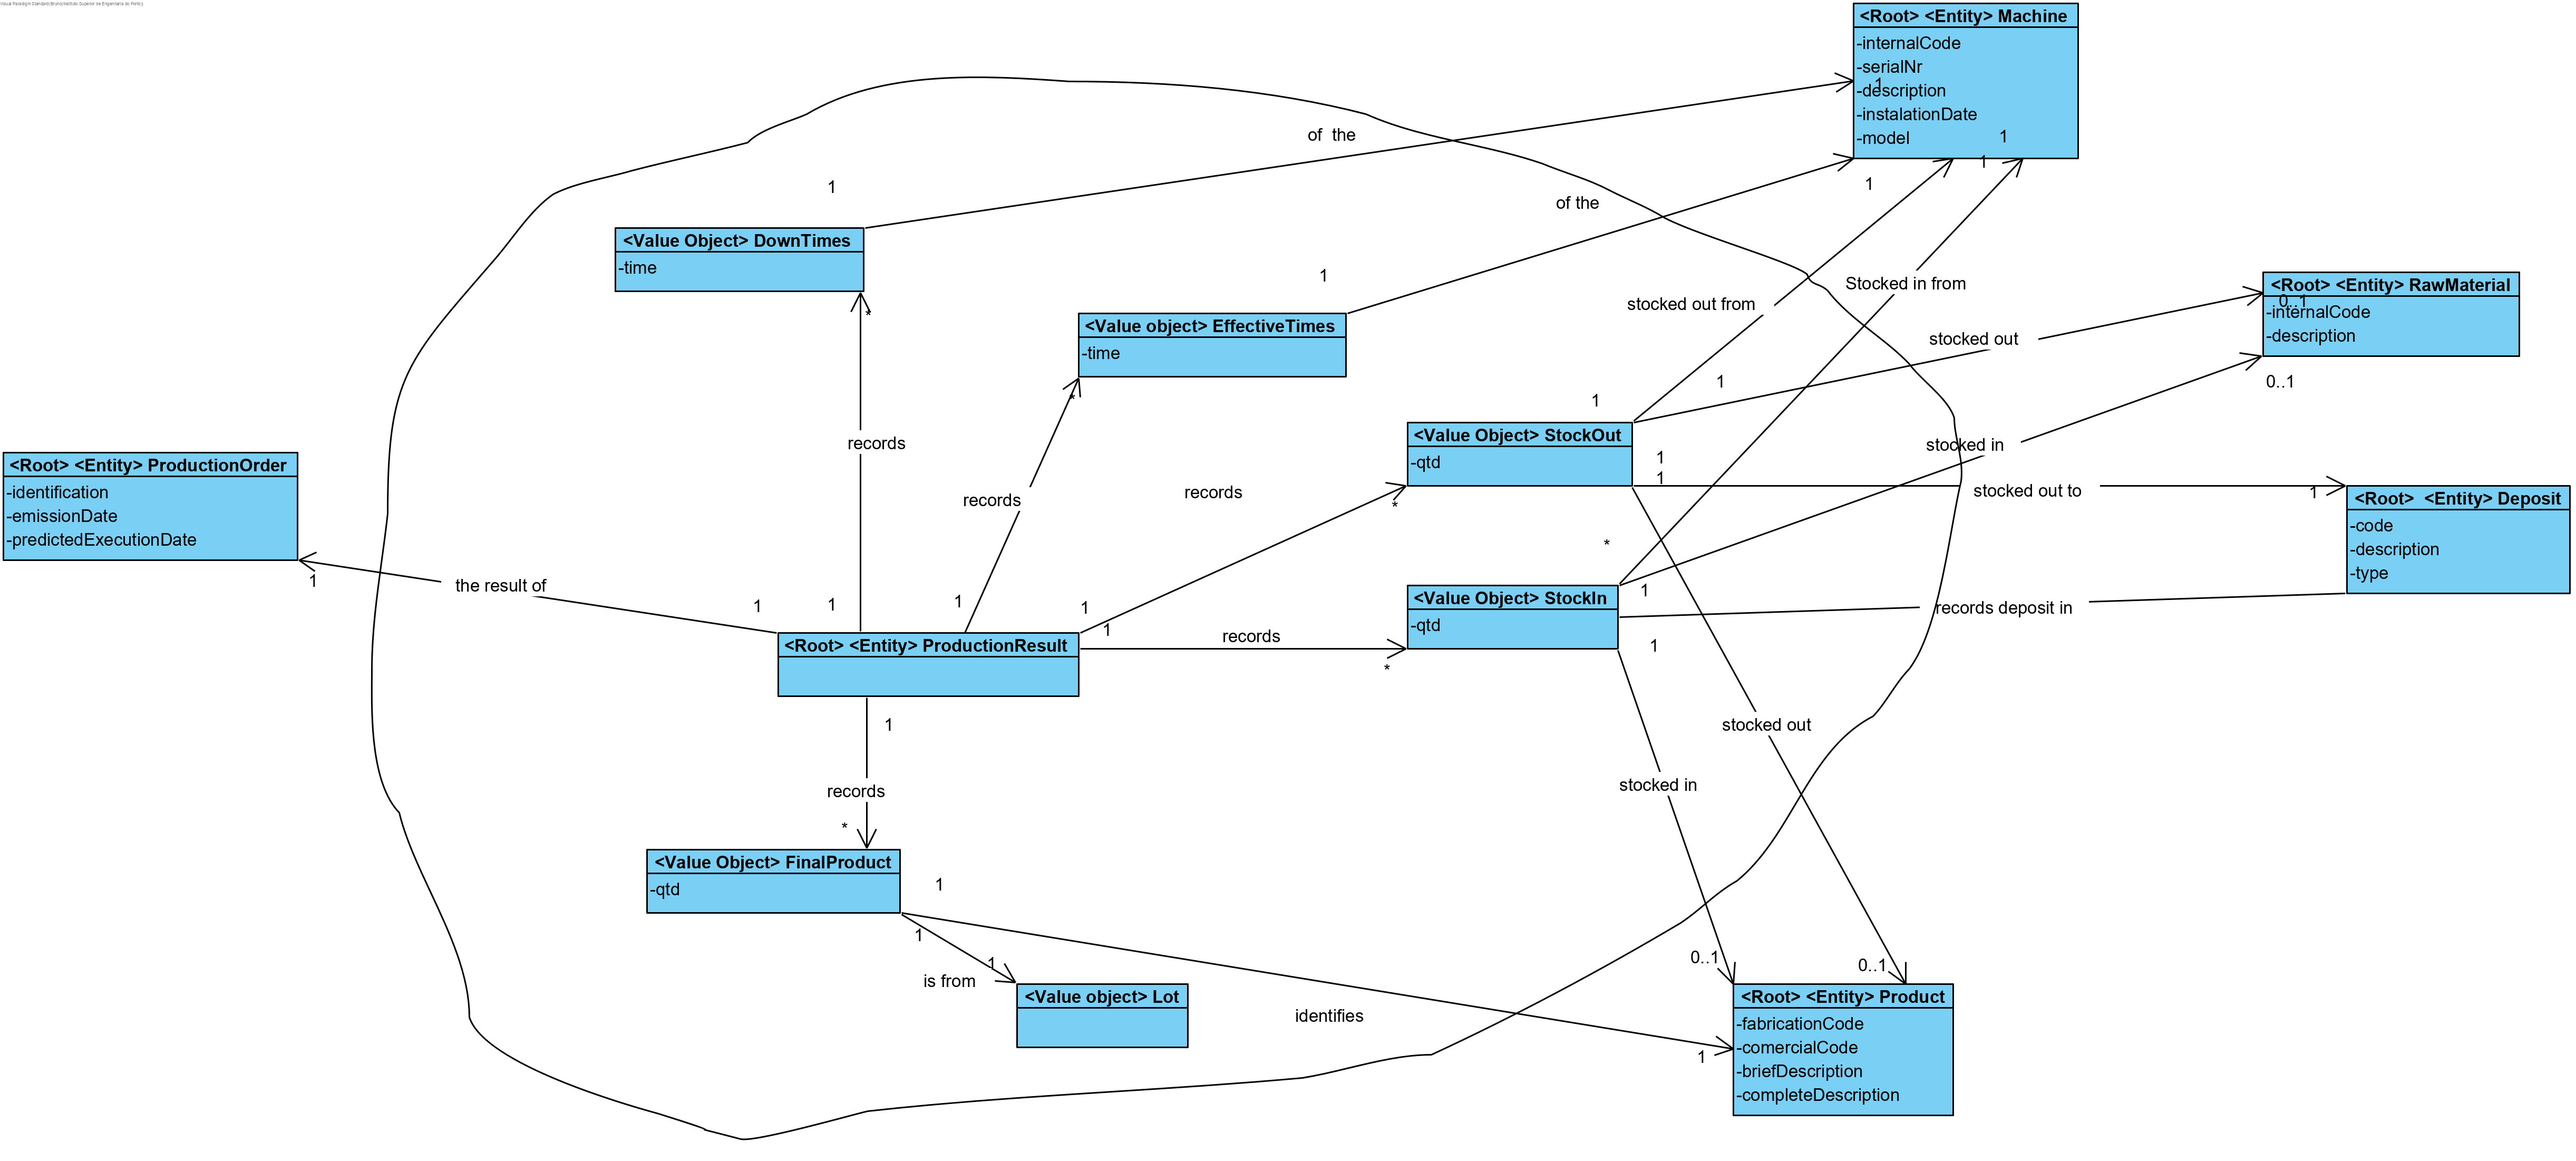 Visual Paradigm Standard(Bruno(Instituto Superior de Engenharia do Porto))
<Root> <Entity> Machine
-internalCode
-serialNr
1
-description
-instalationDate
-model
1
1
1
of  the
1
of the
1
<Value Object> DownTimes
-time
*
<Value object> EffectiveTimes
-time
*
stocked out from
Stocked in from
<Root> <Entity> RawMaterial
0..1
-internalCode
-description
0..1
stocked out
1
1
<Value Object> StockOut
-qtd
1
1
stocked in
records
records
records
*
stocked out to
1
<Root>  <Entity> Deposit
-code
-description
-type
<Root> <Entity> ProductionOrder
-identification
-emissionDate
-predictedExecutionDate
1
the result of
1
1
1
1
1
*
<Value Object> StockIn
-qtd
1
1
records deposit in
<Root> <Entity> ProductionResult
records
*
1
records
*
stocked out
stocked in
<Value Object> FinalProduct
-qtd
1
1
1
is from
<Value object> Lot
identifies
1
0..1
0..1
<Root> <Entity> Product
-fabricationCode
-comercialCode
-briefDescription
-completeDescription